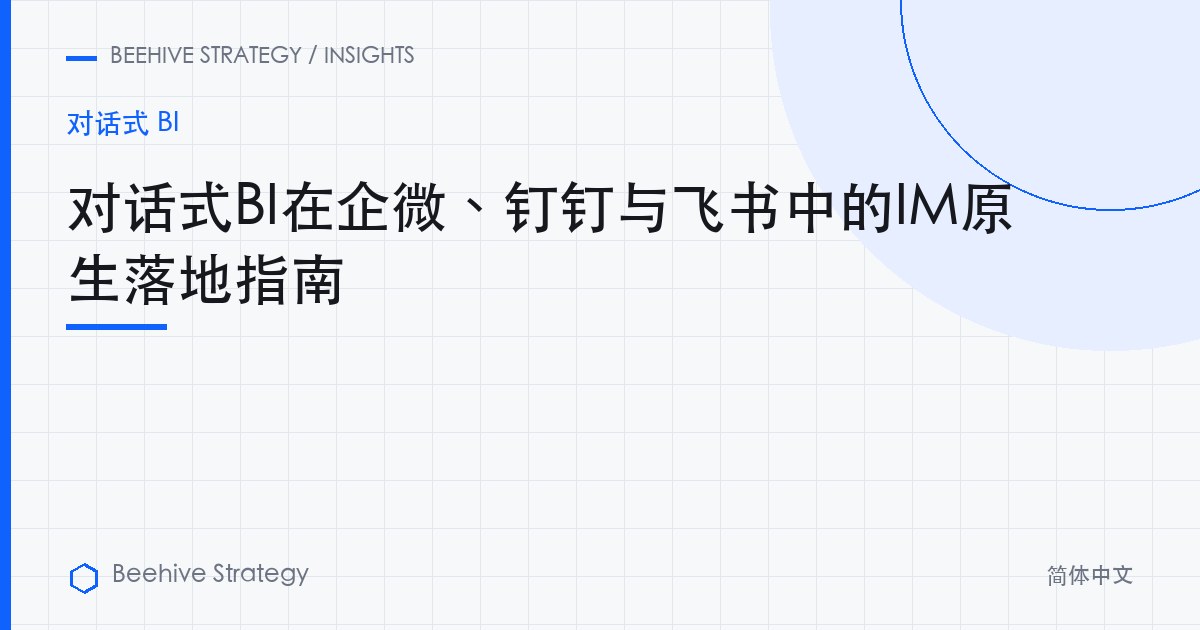 BEEHIVE STRATEGY / INSIGHTS
对话式 BI
对话式BI在企微、钉钉与飞书中的IM原
生落地指南
Beehive Strategy
简体中文